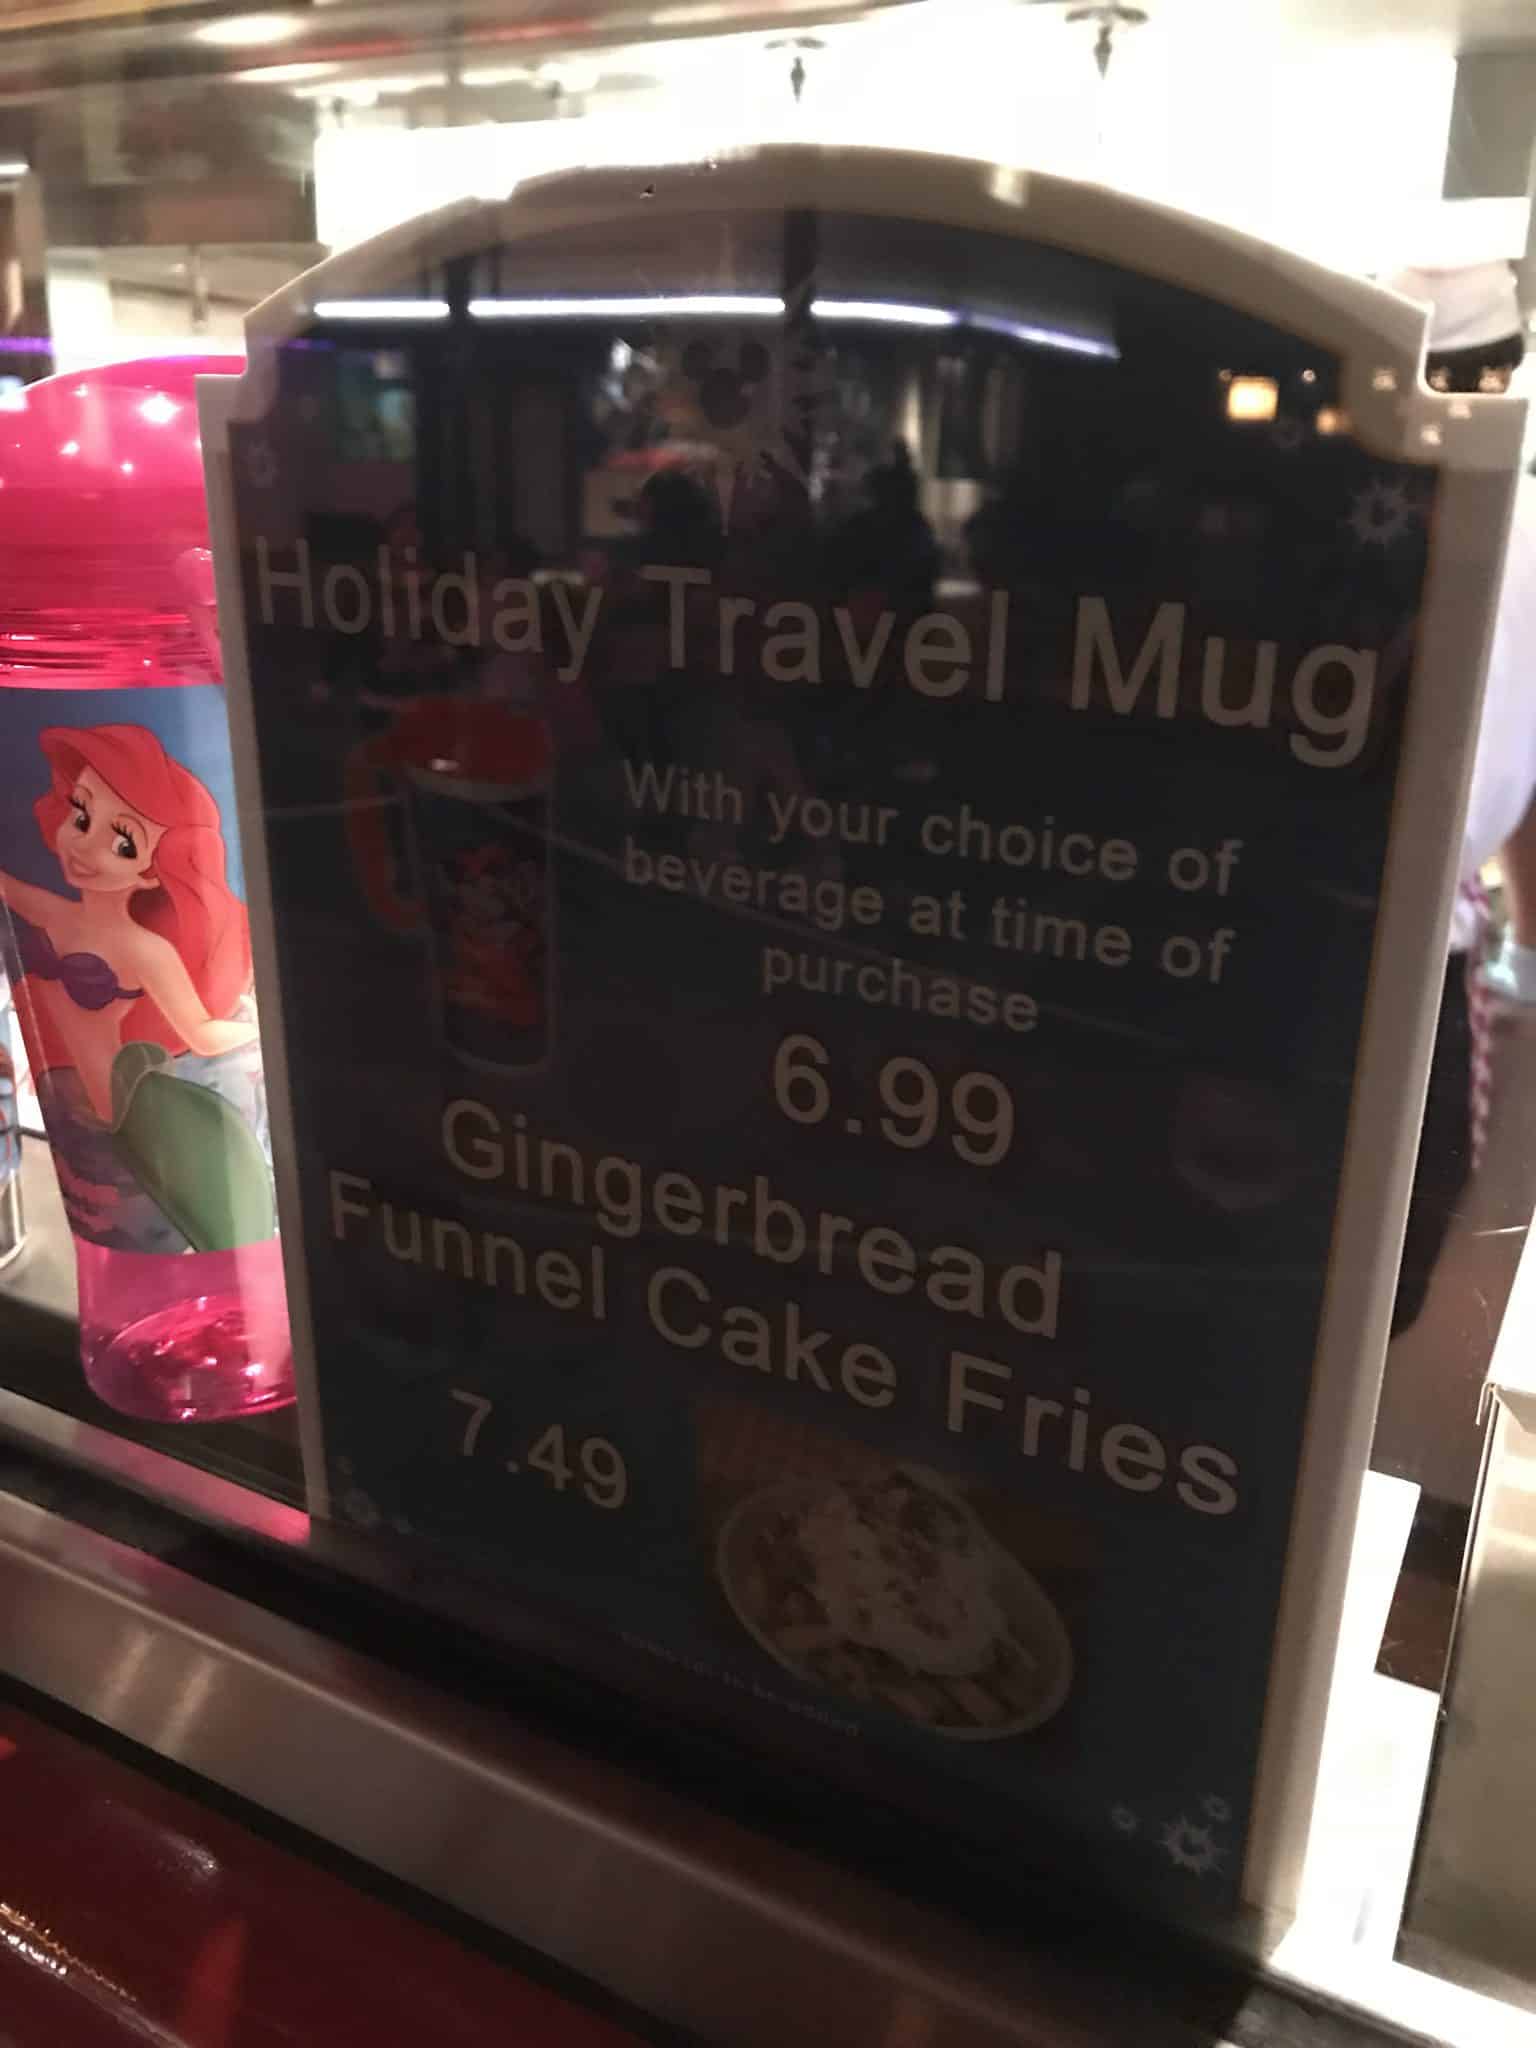 Holiday Travel Mug
With your choice of
beverage at time of
purchase
6.99
Gingerbread
Funnel Cake Fries
7.49